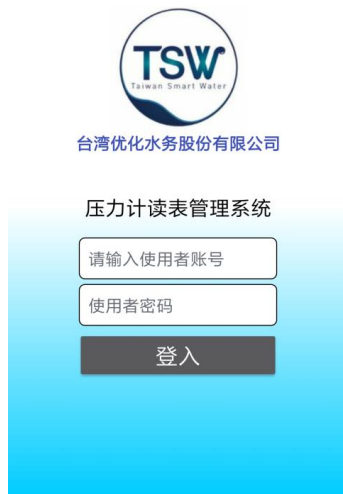 TSW
Taiwan Smart Water
台湾优化水务股份有限公司
压力计读表管理系统
请输入使用者账号
使用者密码
登入